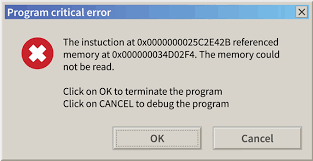 Program critical error
The instuction at 0x0000000025C2E42B referenced
memory at 0x000000034D02F4. The memory could
not be read.
Click on OK to terminate the program
Click on CANCEL to debug the program
OK
Cancel